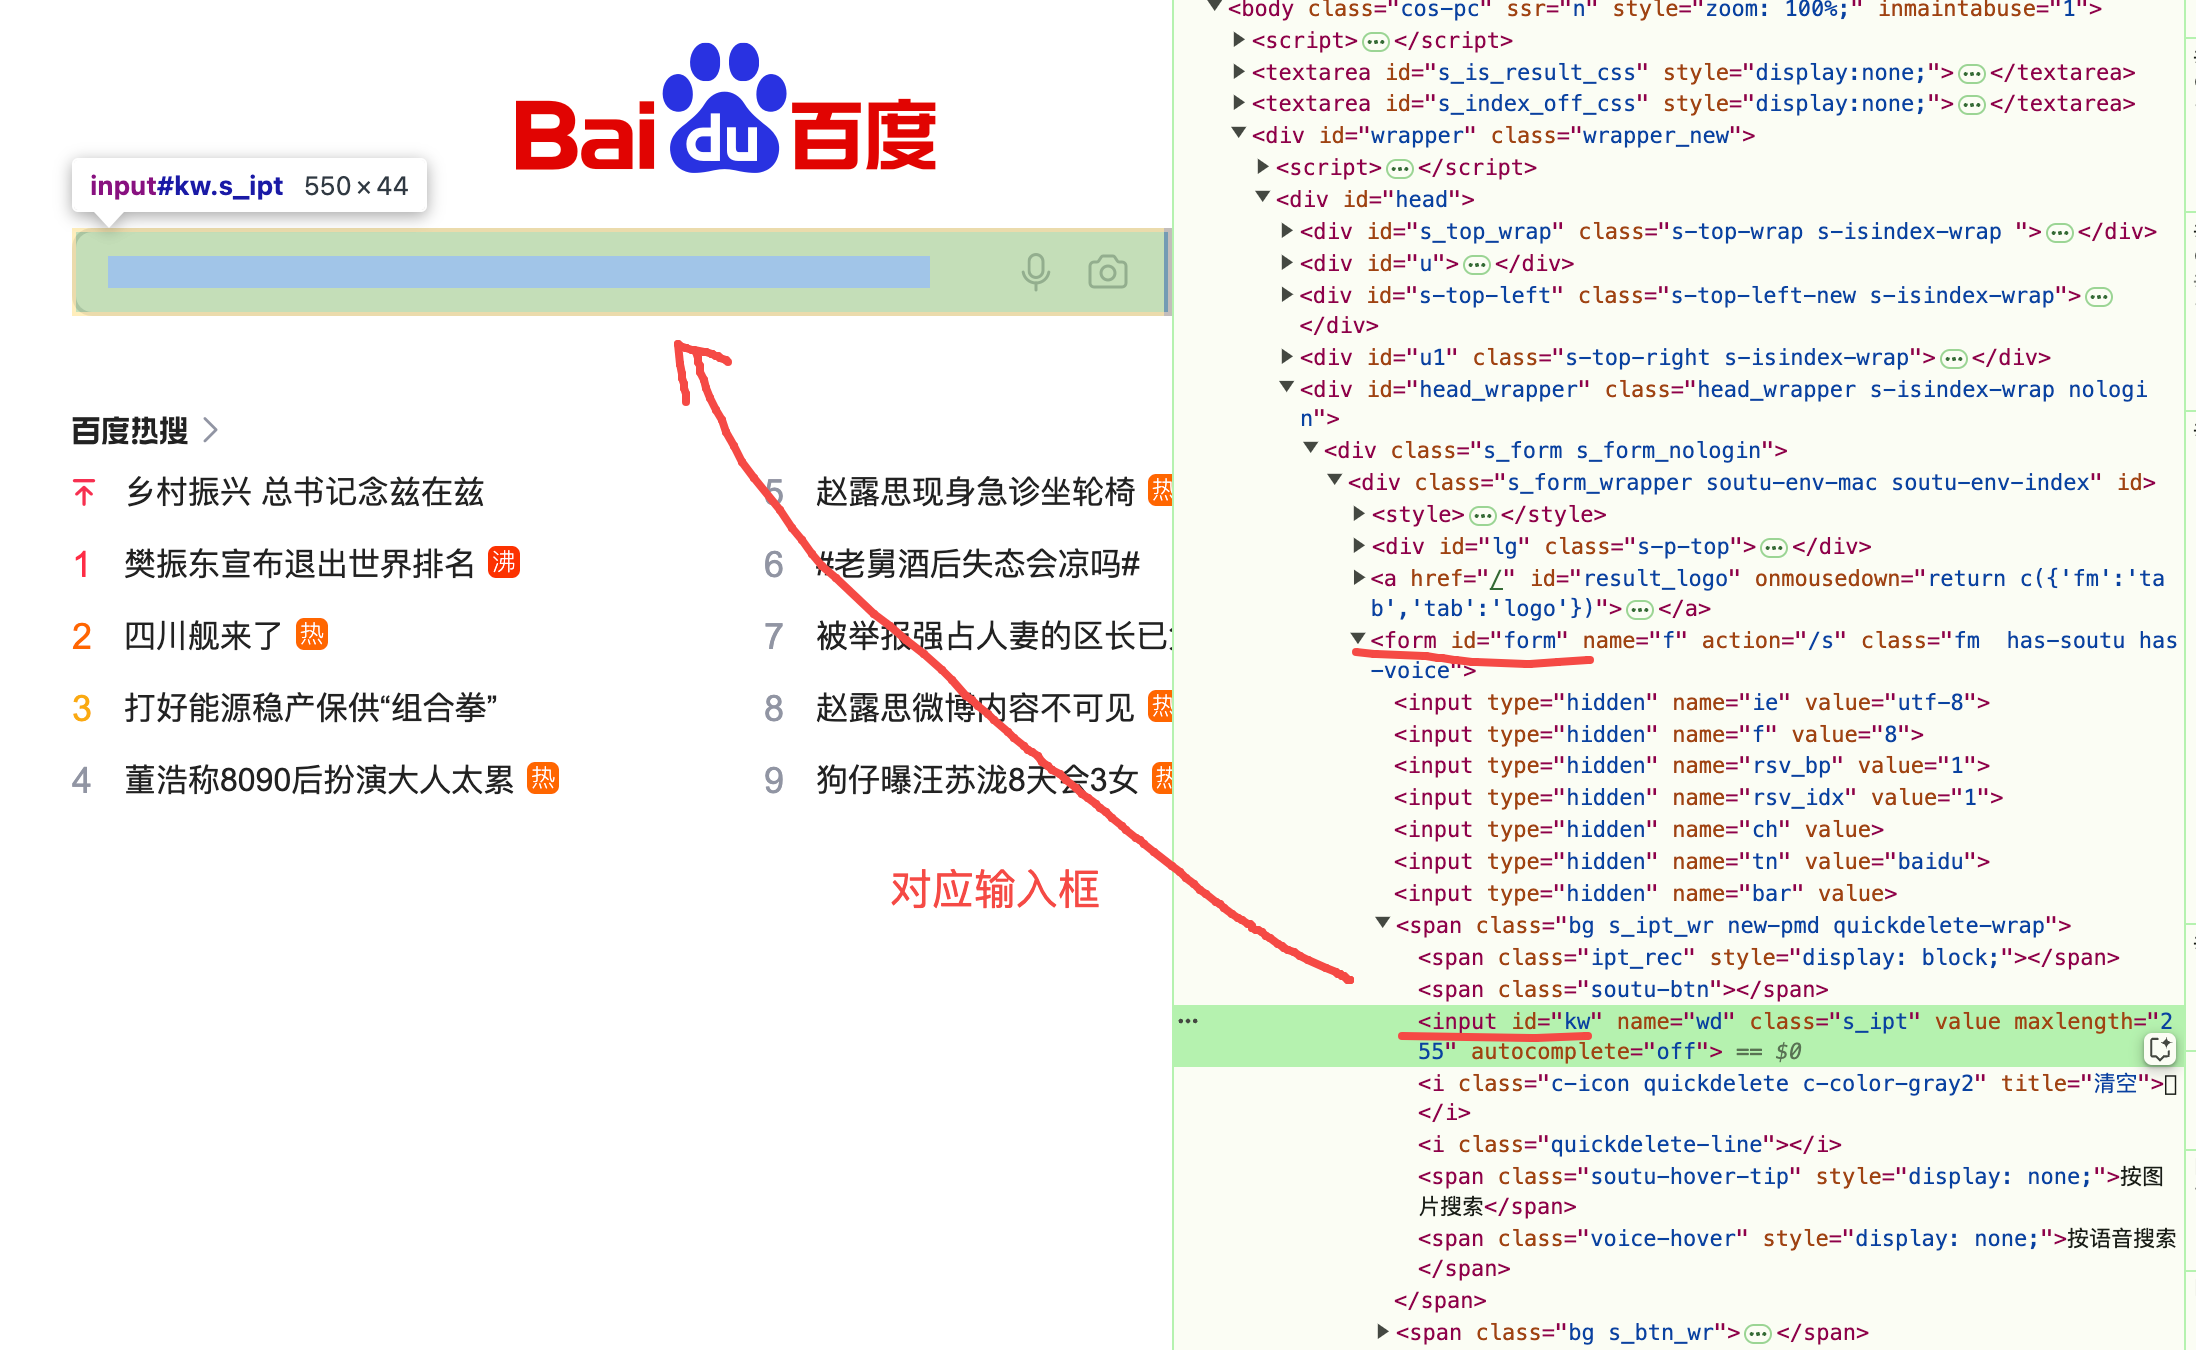 Bai du 百度
input#kw.s_ipt 550 × 44
百度热搜
乡村振兴 总书记念兹在兹
1 樊振东宣布退出世界排名 沸
2 四川舰来了 热
3 打好能源稳产保供“组合拳”
4 董浩称8090后扮演大人太累 热
5 赵露思现身急诊坐轮椅 热
6 #老舅酒后失态会凉吗#
7 被举报强占人妻的区长已
8 赵露思微博内容不可见 热
9 狗仔曝汪苏泷8天会3女 热
对应输入框
<body class="cos-pc" ssr="n" style="zoom: 100%;" inmaintabuse="1">
<script>…</script>
<textarea id="s_is_result_css" style="display:none;">…</textarea>
<textarea id="s_index_off_css" style="display:none;">…</textarea>
<div id="wrapper" class="wrapper_new">
<script>…</script>
<div id="head">
<div id="s_top_wrap" class="s-top-wrap s-isindex-wrap ">…</div>
<div id="u">…</div>
<div id="s-top-left" class="s-top-left-new s-isindex-wrap">…
</div>
<div id="u1" class="s-top-right s-isindex-wrap">…</div>
<div id="head_wrapper" class="head_wrapper s-isindex-wrap nologi
n">
<div class="s_form s_form_nologin">
<div class="s_form_wrapper soutu-env-mac soutu-env-index" id>
<style>…</style>
<div id="lg" class="s-p-top">…</div>
<a href="/" id="result_logo" onmousedown="return c({'fm':'ta
b','tab':'logo'})">…</a>
<form id="form" name="f" action="/s" class="fm  has-soutu has
-voice">
<input type="hidden" name="ie" value="utf-8">
<input type="hidden" name="f" value="8">
<input type="hidden" name="rsv_bp" value="1">
<input type="hidden" name="rsv_idx" value="1">
<input type="hidden" name="ch" value>
<input type="hidden" name="tn" value="baidu">
<input type="hidden" name="bar" value>
<span class="bg s_ipt_wr new-pmd quickdelete-wrap">
<span class="ipt_rec" style="display: block;"></span>
<span class="soutu-btn"></span>
<input id="kw" name="wd" class="s_ipt" value maxlength="2
55" autocomplete="off"> == $0
<i class="c-icon quickdelete c-color-gray2" title="清空">
</i>
<i class="quickdelete-line"></i>
<span class="soutu-hover-tip" style="display: none;">按图
片搜索</span>
<span class="voice-hover" style="display: none;">按语音搜索
</span>
</span>
<span class="bg s_btn_wr">…</span>